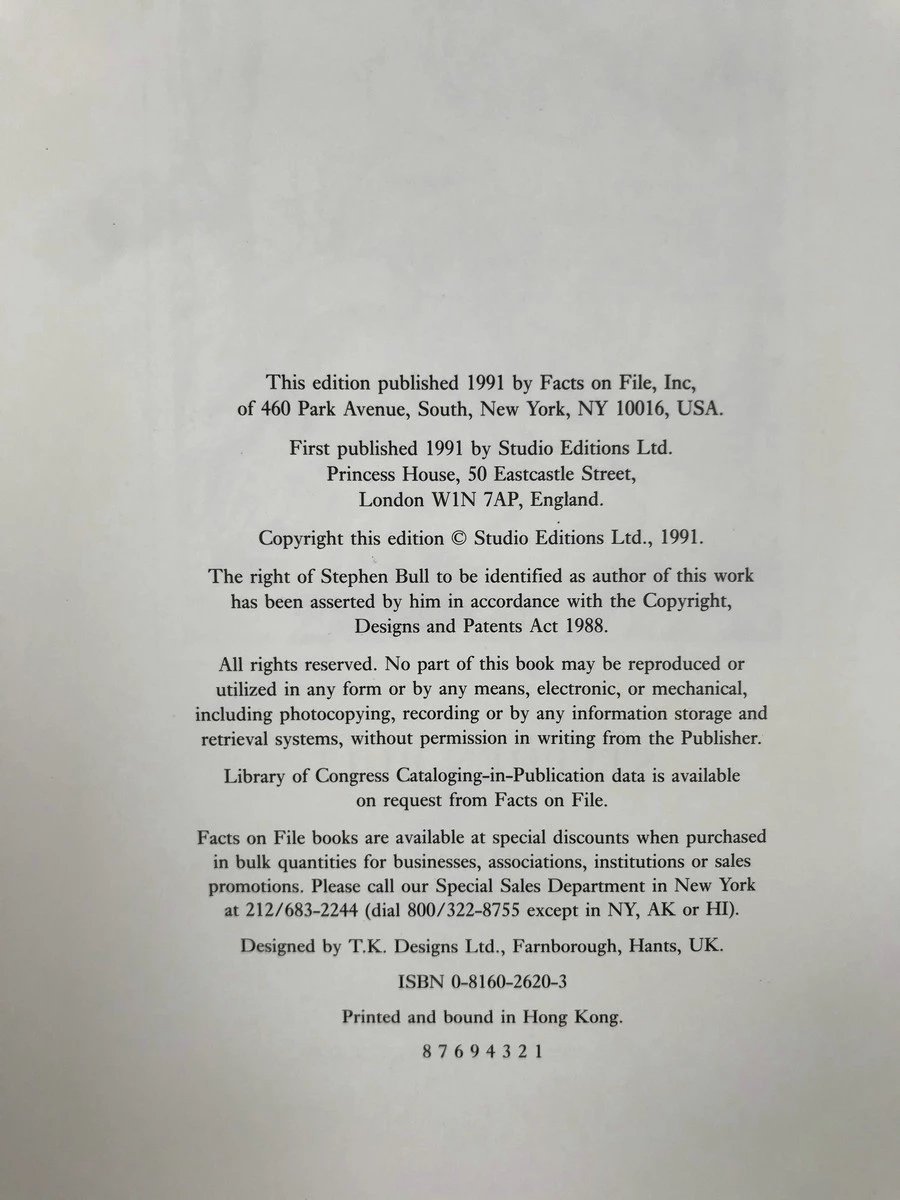 This edition published 1991 by Facts on File, Inc,
of 460 Park Avenue, South, New York, NY 10016, USA.
First published 1991 by Studio Editions Ltd.
Princess House, 50 Eastcastle Street,
London W1N 7AP, England.
Copyright this edition © Studio Editions Ltd., 1991.
The right of Stephen Bull to be identified as author of this work
has been asserted by him in accordance with the Copyright,
Designs and Patents Act 1988.
All rights reserved. No part of this book may be reproduced or
utilized in any form or by any means, electronic, or mechanical,
including photocopying, recording or by any information storage and
retrieval systems, without permission in writing from the Publisher.
Library of Congress Cataloging-in-Publication data is available
on request from Facts on File.
Facts on File books are available at special discounts when purchased
in bulk quantities for businesses, associations, institutions or sales
promotions. Please call our Special Sales Department in New York
at 212/683-2244 (dial 800/322-8755 except in NY, AK or HI).
Designed by T.K. Designs Ltd., Farnborough, Hants, UK.
ISBN 0-8160-2620-3
Printed and bound in Hong Kong.
8 7 6 9 4 3 2 1